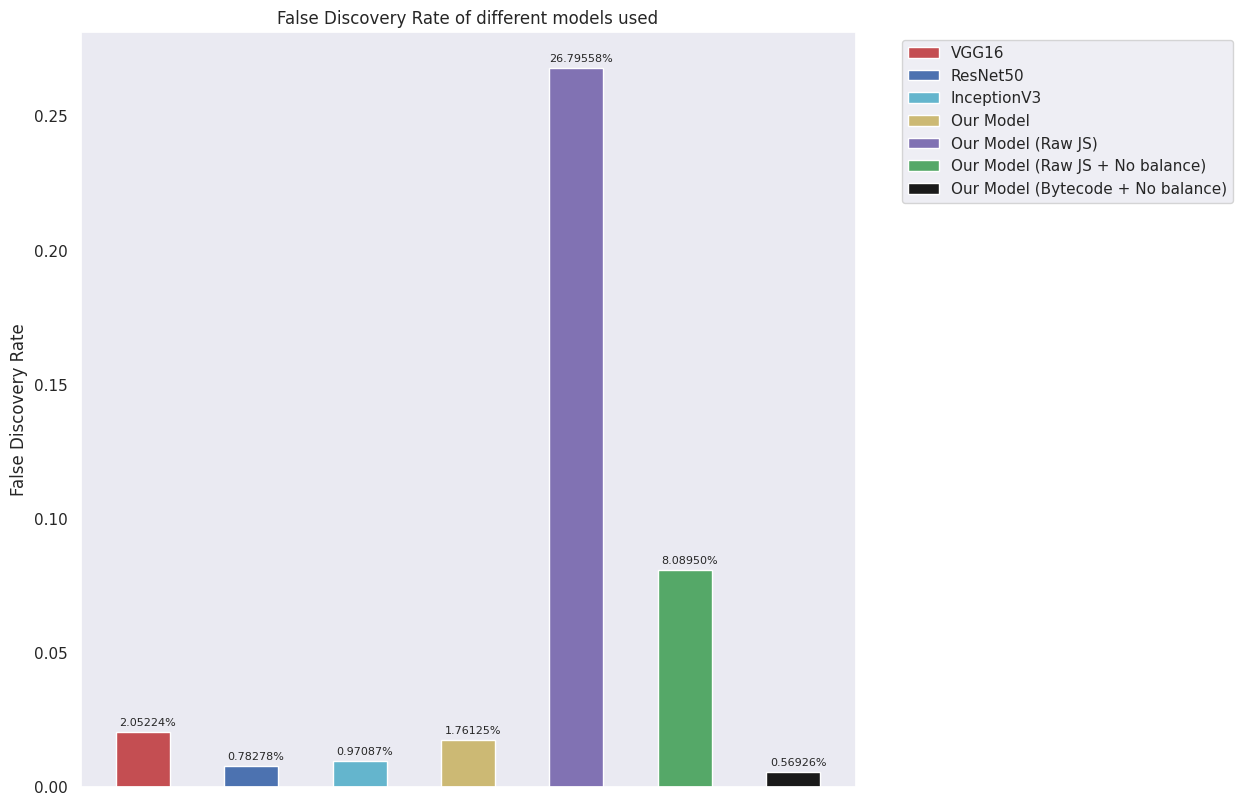 False Discovery Rate of different models used
False Discovery Rate
0.25
0.20
0.15
0.10
0.05
0.00
2.05224%
0.78278%
0.97087%
1.76125%
26.79558%
8.08950%
0.56926%
VGG16
ResNet50
InceptionV3
Our Model
Our Model (Raw JS)
Our Model (Raw JS + No balance)
Our Model (Bytecode + No balance)